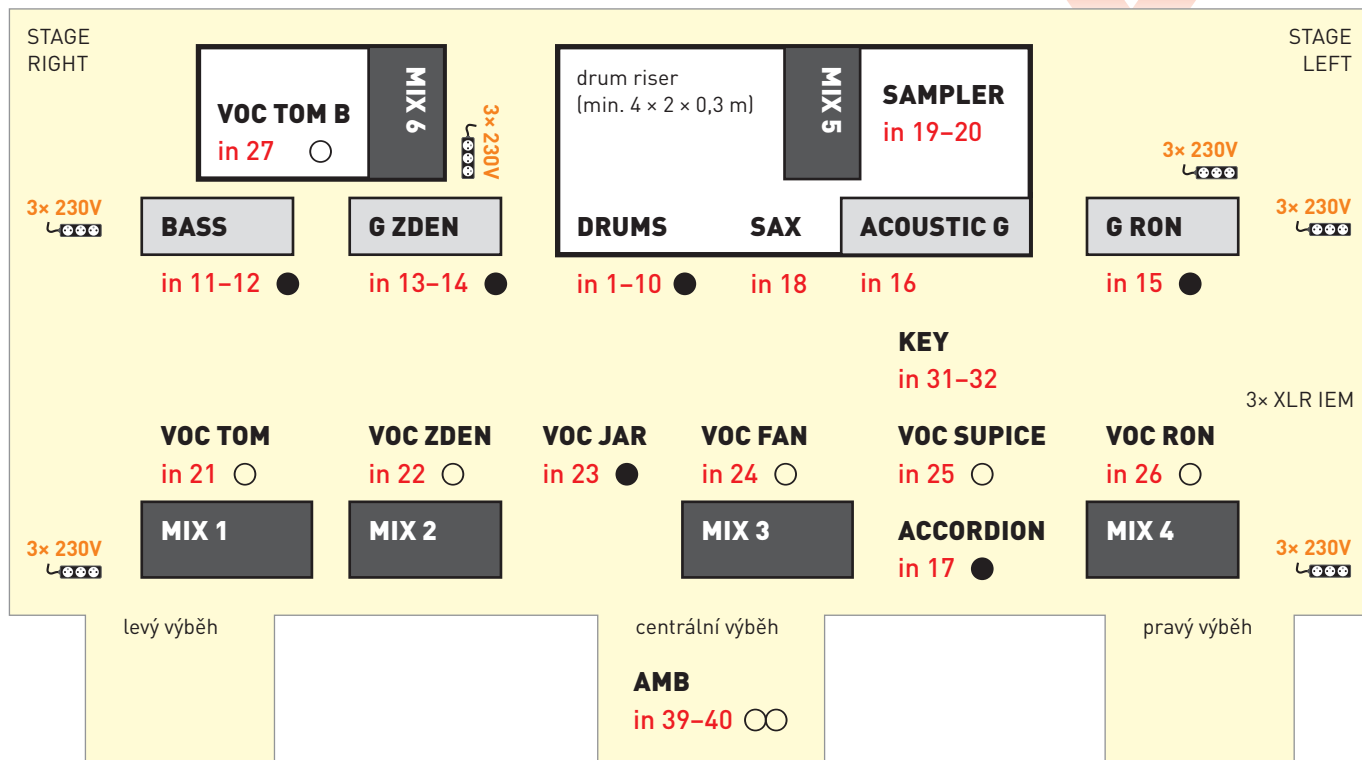 STAGE
RIGHT
STAGE
LEFT
VOC TOM B
in 27
MIX 6
3× 230V
drum riser
(min. 4 × 2 × 0,3 m)
MIX 5
SAMPLER
in 19–20
3× 230V
3× 230V
BASS
G ZDEN
DRUMS
SAX
ACOUSTIC G
G RON
3× 230V
in 11–12
in 13–14
in 1–10
in 18
in 16
in 15
KEY
in 31–32
3× XLR IEM
VOC TOM
in 21
VOC ZDEN
in 22
VOC JAR
in 23
VOC FAN
in 24
VOC SUPICE
in 25
VOC RON
in 26
3× 230V
MIX 1
MIX 2
MIX 3
ACCORDION
in 17
MIX 4
3× 230V
levý výběh
centrální výběh
pravý výběh
AMB
in 39–40